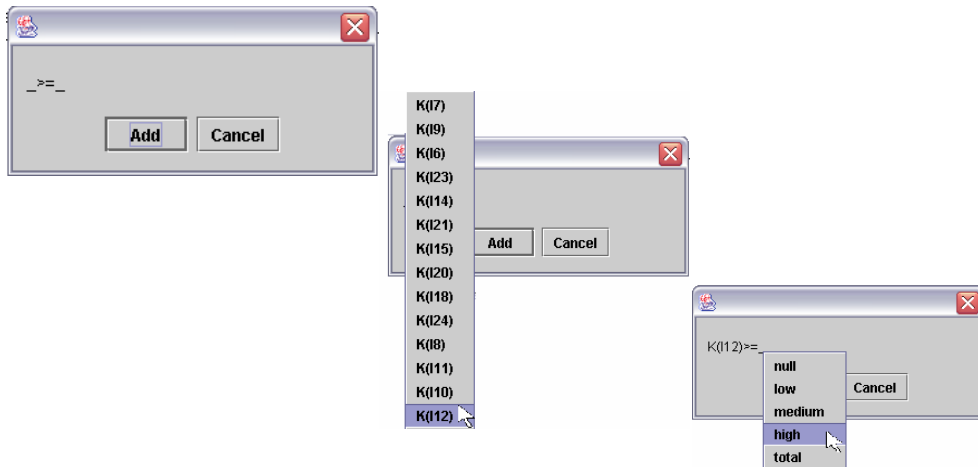 _>=_
Add Cancel
K(I7)
K(I9)
K(I6)
K(I23)
K(I14)
K(I21)
K(I15)
K(I20)
K(I18)
K(I24)
K(I8)
K(I11)
K(I10)
K(I12)
Add Cancel
K(I12)>=_
null
low
medium
high
total
Cancel